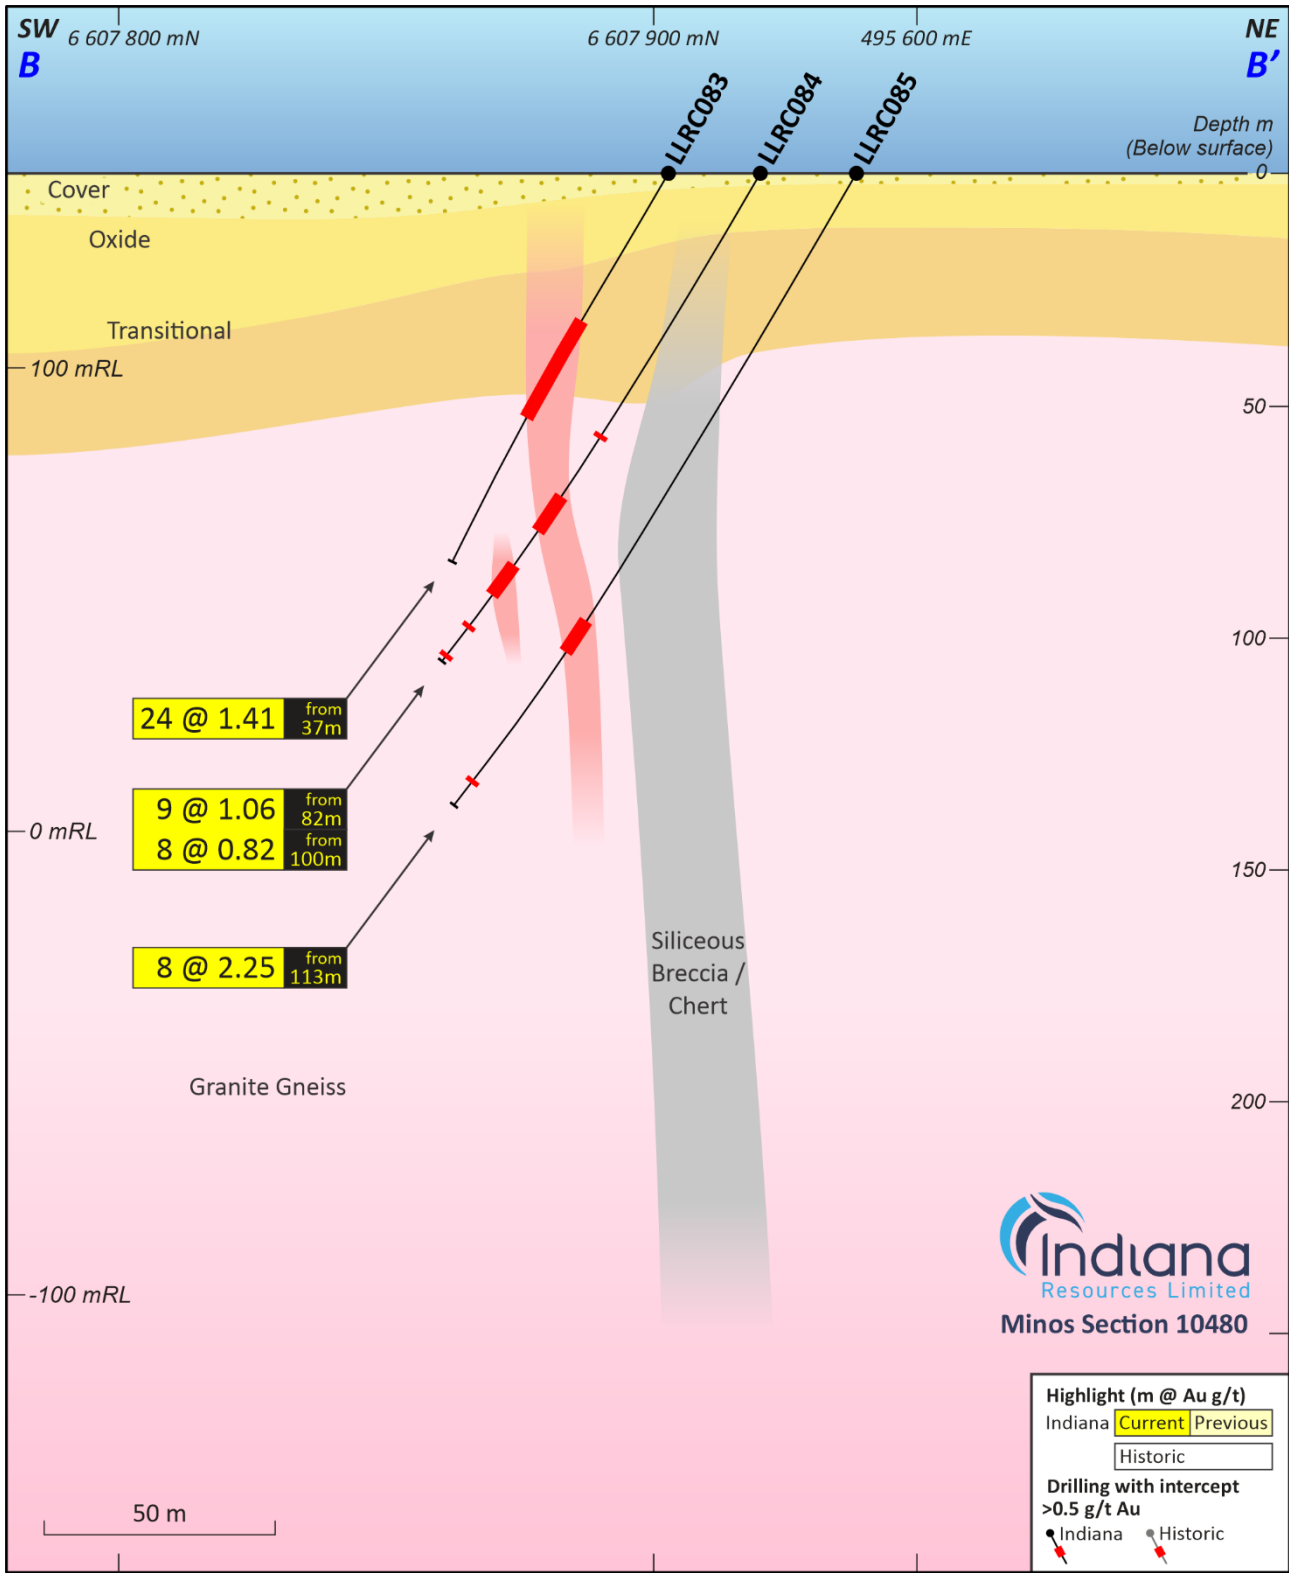 SW
6 607 800 mN
6 607 900 mN
495 600 mE
NE
B
B’
LLRC083
LLRC084
LLRC085
Depth m
(Below surface)
0
Cover
Oxide
Transitional
100 mRL
50
100
24 @ 1.41
from
37m
9 @ 1.06
from
82m
8 @ 0.82
from
100m
0 mRL
150
8 @ 2.25
from
113m
Siliceous
Breccia /
Chert
Granite Gneiss
200
-100 mRL
Indiana
Resources Limited
Minos Section 10480
Highlight (m @ Au g/t)
Indiana Current Previous
Historic
Drilling with intercept
>0.5 g/t Au
Indiana Historic
50 m